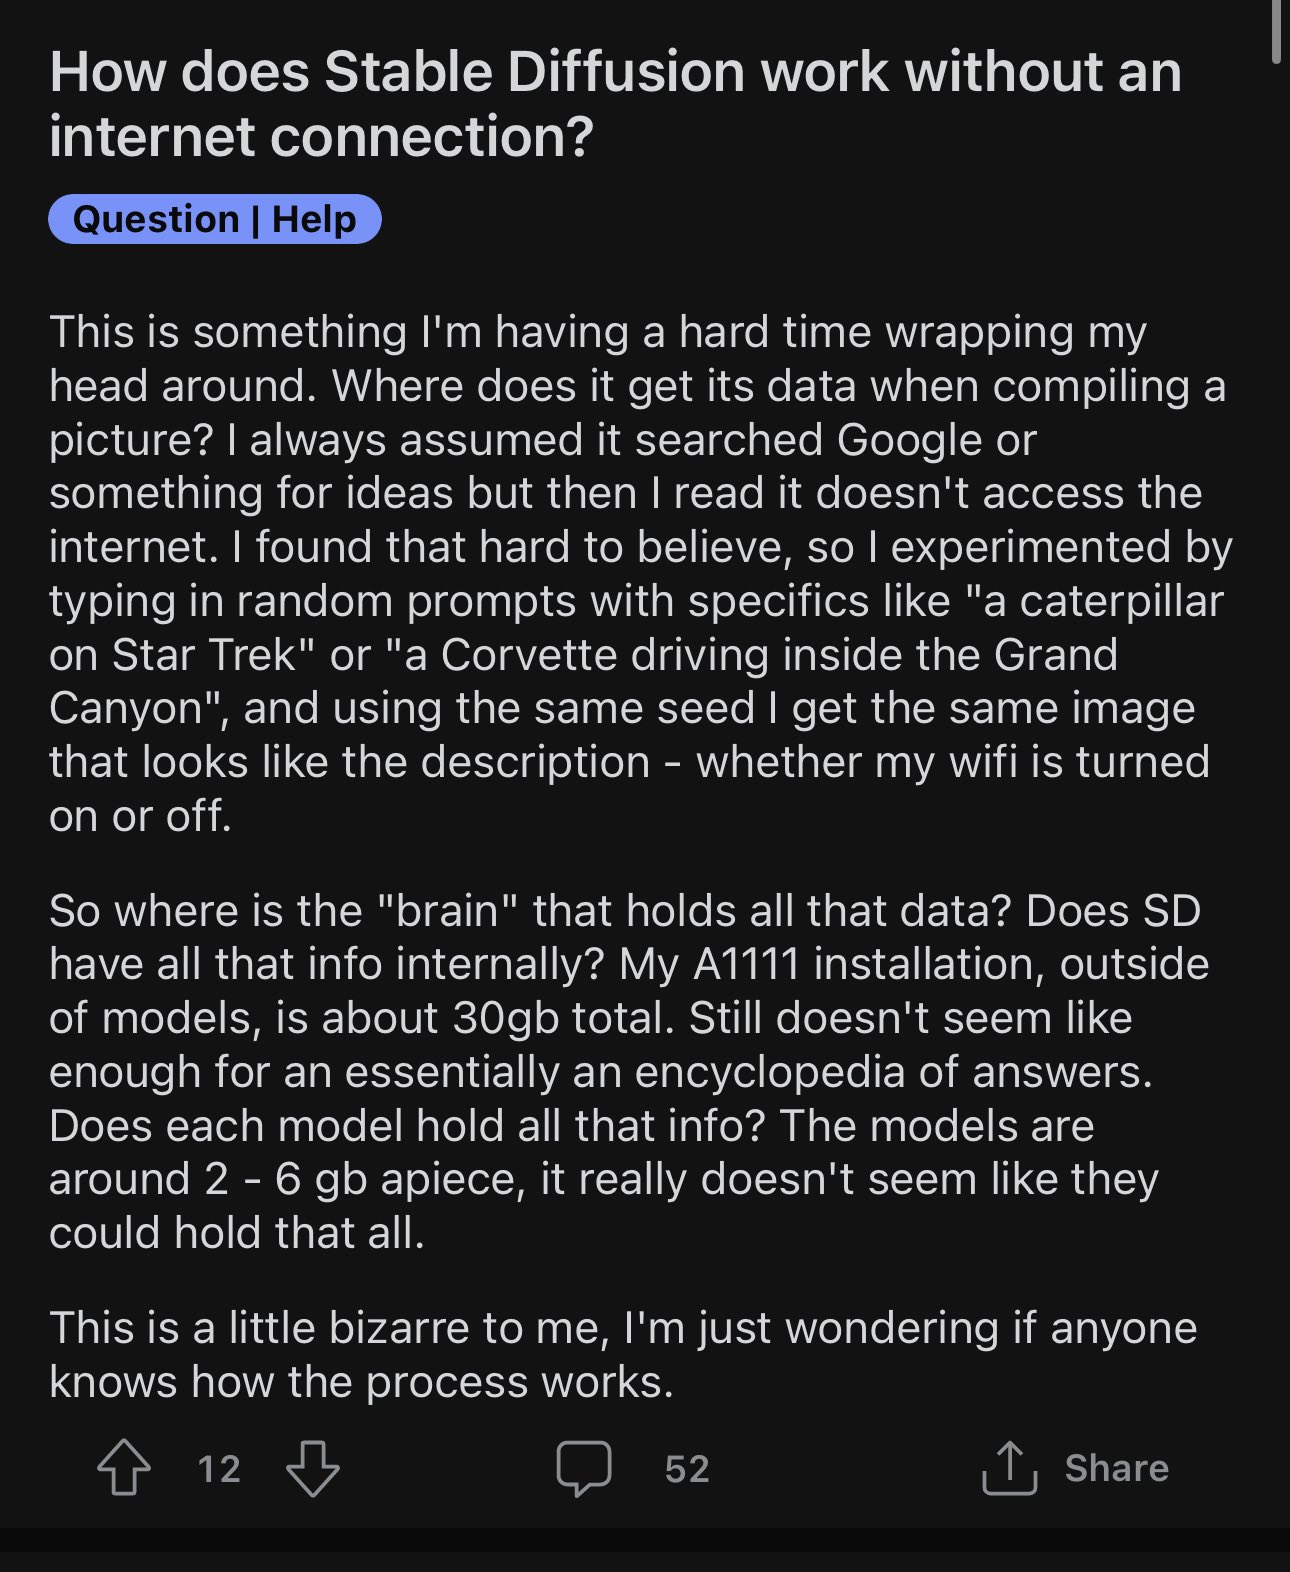 How does Stable Diffusion work without an
internet connection?
Question | Help
This is something I'm having a hard time wrapping my
head around. Where does it get its data when compiling a
picture? I always assumed it searched Google or
something for ideas but then I read it doesn't access the
internet. I found that hard to believe, so I experimented by
typing in random prompts with specifics like "a caterpillar
on Star Trek" or "a Corvette driving inside the Grand
Canyon", and using the same seed I get the same image
that looks like the description - whether my wifi is turned
on or off.
So where is the "brain" that holds all that data? Does SD
have all that info internally? My A1111 installation, outside
of models, is about 30gb total. Still doesn't seem like
enough for an essentially an encyclopedia of answers.
Does each model hold all that info? The models are
around 2 - 6 gb apiece, it really doesn't seem like they
could hold that all.
This is a little bizarre to me, I'm just wondering if anyone
knows how the process works.
12 52 Share